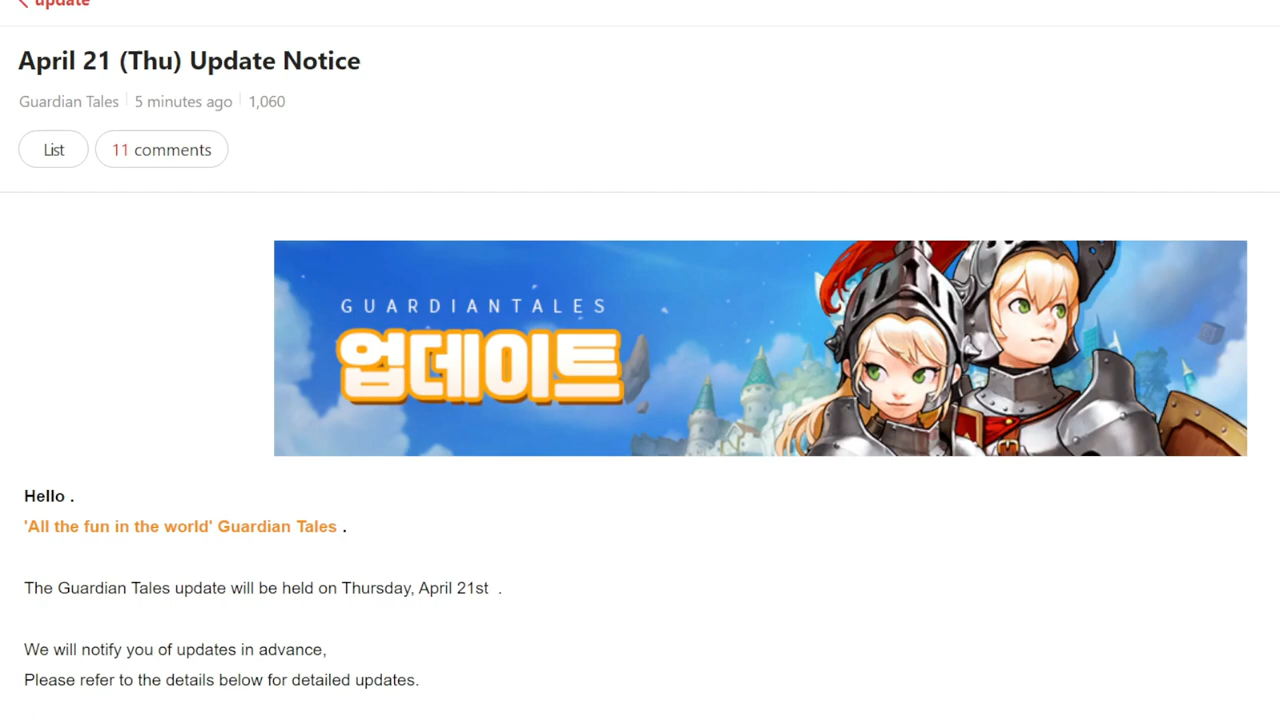 update
April 21 (Thu) Update Notice
Guardian Tales 5 minutes ago 1,060
List 11 comments
GUARDIANTALES
업데이트
Hello .
'All the fun in the world' Guardian Tales .
The Guardian Tales update will be held on Thursday, April 21st .
We will notify you of updates in advance,
Please refer to the details below for detailed updates.